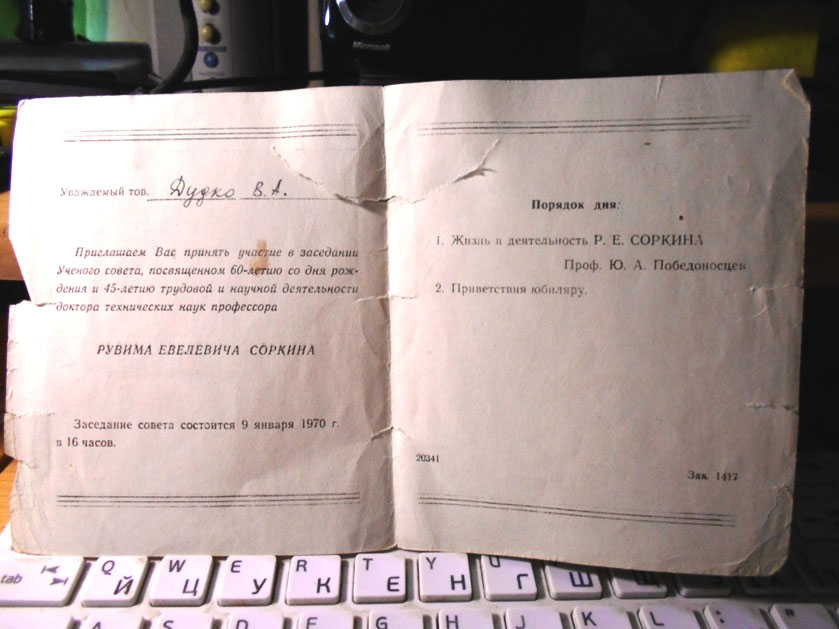 Microsoft
Уважаемый тов. Дудко В.А.
Приглашаем Вас принять участие в заседании
Ученого совета, посвященном 60-летию со дня рож-
дения и 45-летию трудовой и научной деятельности
доктора технических наук профессора
РУВИМА ЕВЕЛЕВИЧА СОРКИНА
Заседание совета состоится 9 января 1970 г.
в 16 часов.
Порядок дня:
1. Жизнь и деятельность Р. Е. СОРКИНА
Проф. Ю. А. Победоносцев
2. Приветствия юбиляру.
20341
Зак. 1417
tab Q Й W Ц E У R К T Е Y Н U Г Ш
A S D F G H J K L